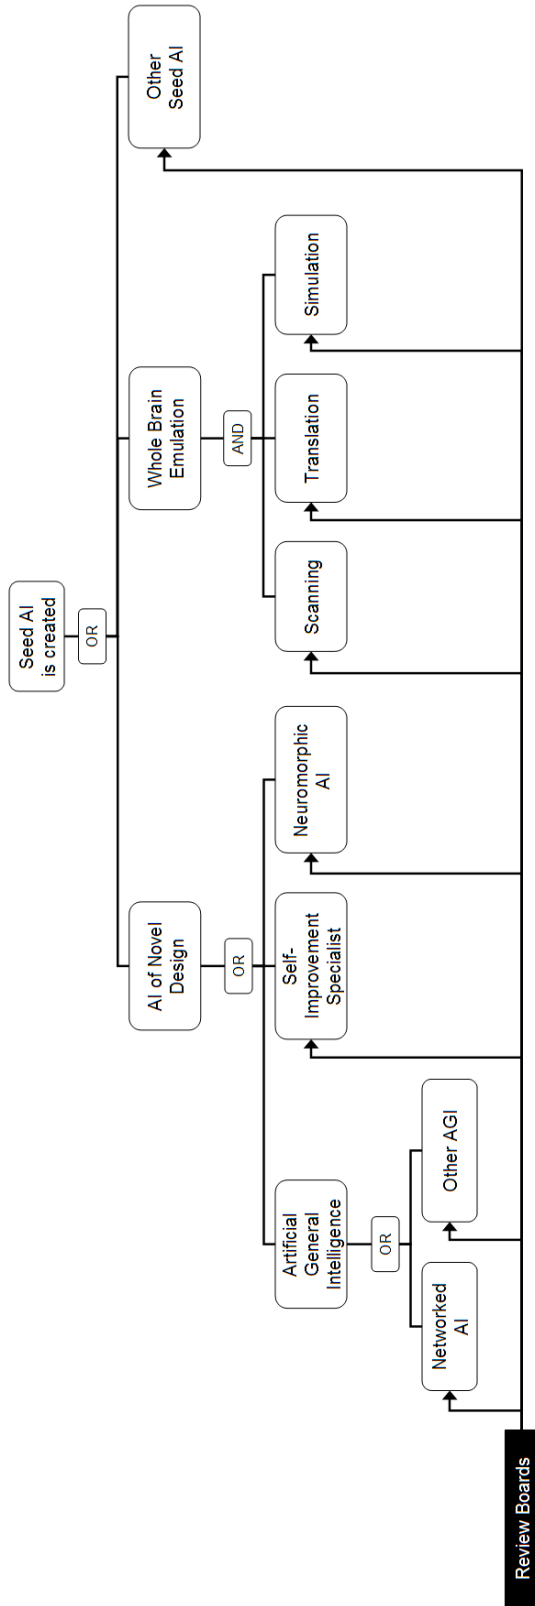 Seed AI
is created
OR
AI of Novel
Design
Whole Brain
Emulation
Other
Seed AI
OR
AND
Artificial
General
Intelligence
Self-
Improvement
Specialist
Neuromorphic
AI
Scanning
Translation
Simulation
OR
Networked
AI
Other AGI
Review Boards